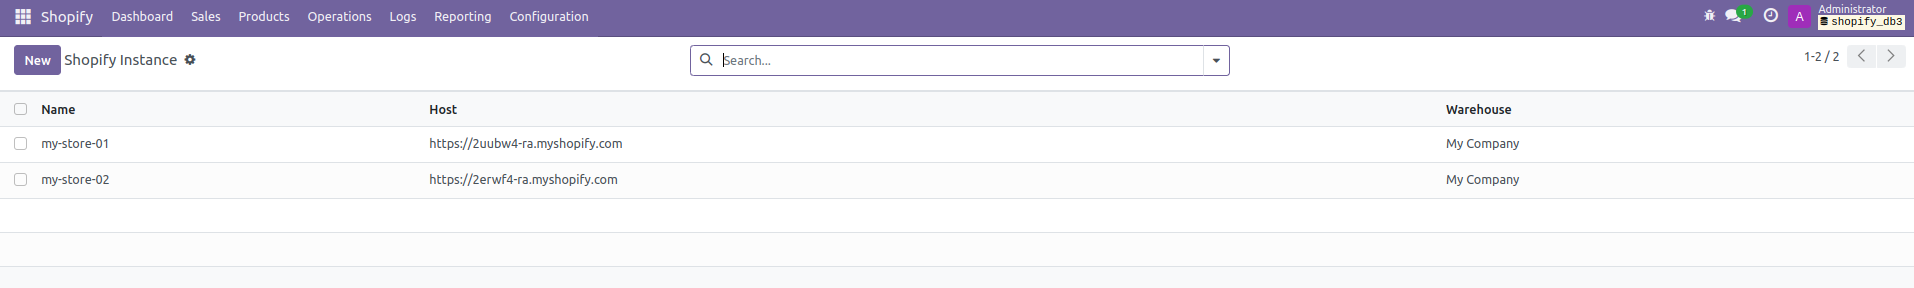 Shopify Dashboard Sales Products Operations Logs Reporting Configuration 1 A Administrator
shopify_db3
New Shopify Instance Search... 1-2 / 2
Name Host Warehouse
my-store-01 https://2uubw4-ra.myshopify.com My Company
my-store-02 https://2erwf4-ra.myshopify.com My Company